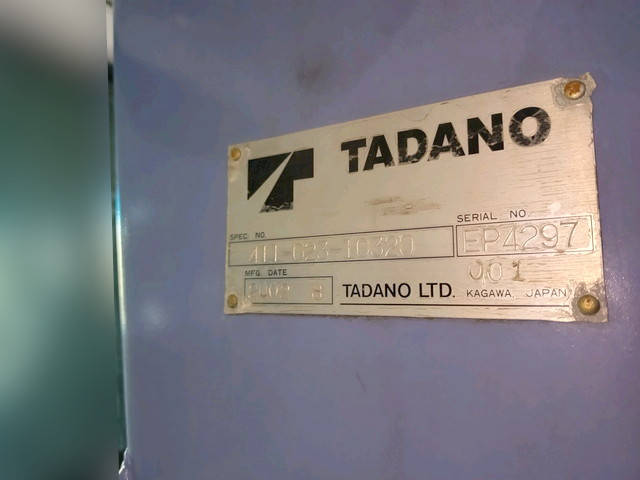 TADANO
SPEC. NO.
SERIAL NO.
EP4297
MFG. DATE
001
TADANO LTD. KAGAWA, JAPAN